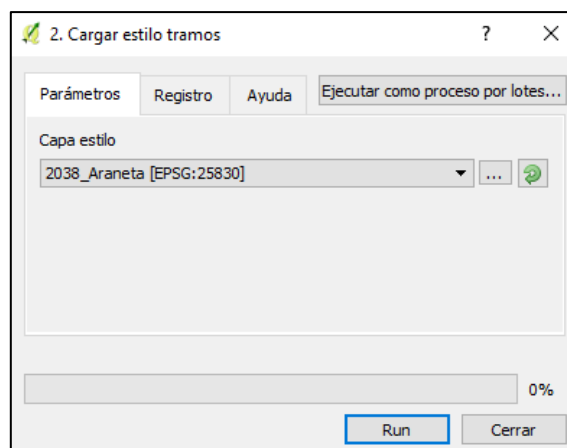 2. Cargar estilo tramos
?
Parámetros
Registro
Ayuda
Ejecutar como proceso por lotes...
Capa estilo
2038_Araneta [EPSG:25830]
...
0%
Run
Cerrar